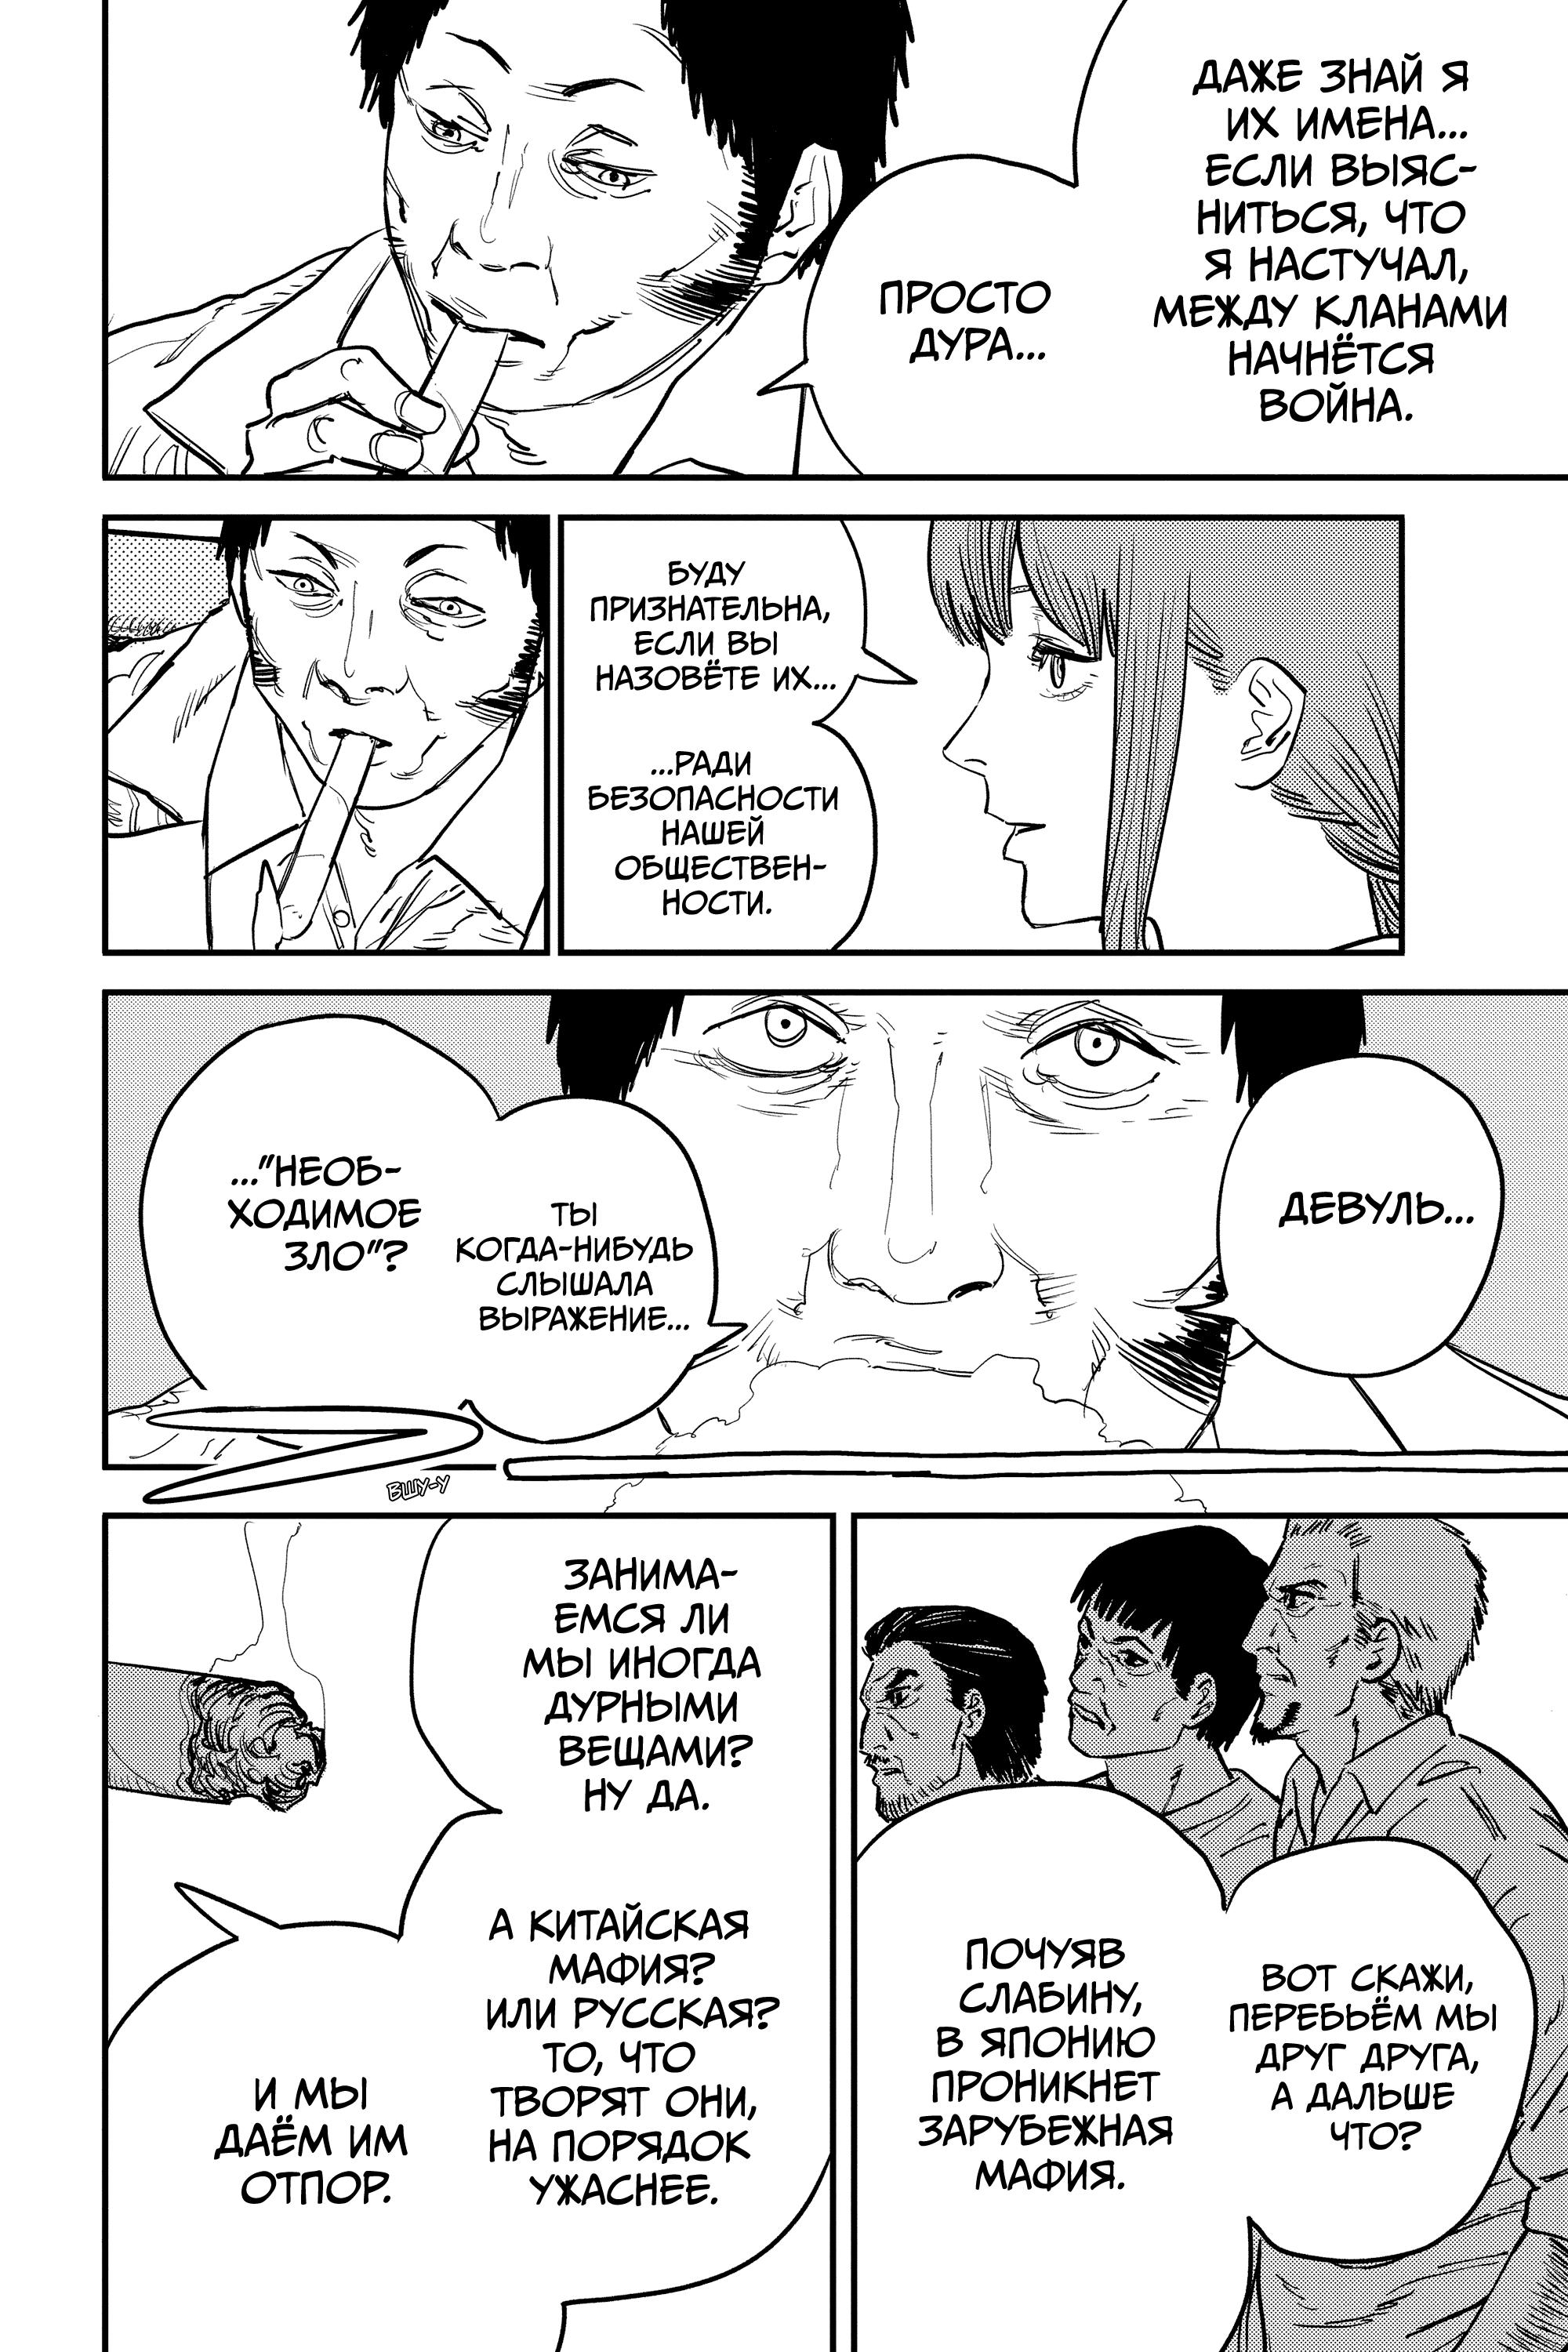 ДАЖЕ ЗНАЙ Я
ИХ ИМЕНА...
ЕСЛИ ВЫЯС-
НИТЬСЯ, ЧТО
Я НАСТУЧАЛ,
МЕЖДУ КЛАНАМИ
НАЧНЁТСЯ
ВОЙНА.
ПРОСТО
ДУРА...
БУДУ
ПРИЗНАТЕЛЬНА,
ЕСЛИ ВЫ
НАЗОВЁТЕ ИХ...
...РАДИ
БЕЗОПАСНОСТИ
НАШЕЙ
ОБЩЕСТВЕН-
НОСТИ.
ДЕВУЛЬ...
ТЫ
КОГДА-НИБУДЬ
СЛЫШАЛА
ВЫРАЖЕНИЕ...
..."НЕОБ-
ХОДИМОЕ
ЗЛО"?
ВШУ-У
ВОТ СКАЖИ,
ПЕРЕБЬЁМ МЫ
ДРУГ ДРУГА,
А ДАЛЬШЕ
ЧТО?
ПОЧУЯВ
СЛАБИНУ,
В ЯПОНИЮ
ПРОНИКНЕТ
ЗАРУБЕЖНАЯ
МАФИЯ.
ЗАНИМА-
ЕМСЯ ЛИ
МЫ ИНОГДА
ДУРНЫМИ
ВЕЩАМИ?
НУ ДА.
А КИТАЙСКАЯ
МАФИЯ?
ИЛИ РУССКАЯ?
ТО, ЧТО
ТВОРЯТ ОНИ,
НА ПОРЯДОК
УЖАСНЕЕ.
И МЫ
ДАЁМ ИМ
ОТПОР.